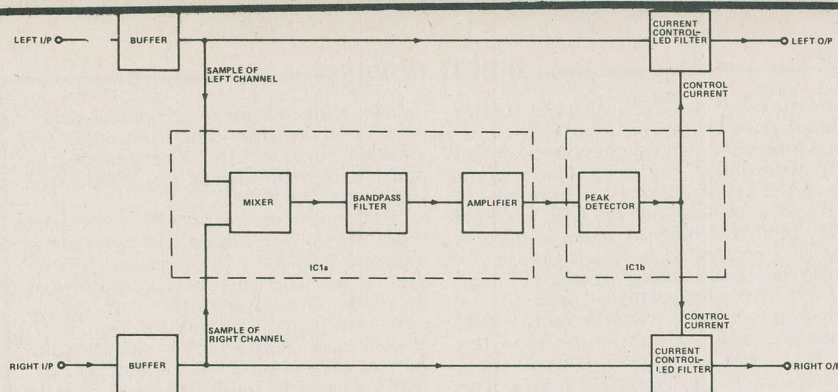 LEFT I/P
BUFFER
CURRENT
CONTROL-
LED FILTER
LEFT O/P
SAMPLE OF
LEFT CHANNEL
CONTROL
CURRENT
MIXER
BANDPASS
FILTER
AMPLIFIER
PEAK
DETECTOR
IC1a
IC1b
SAMPLE OF
RIGHT CHANNEL
CONTROL
CURRENT
RIGHT I/P
BUFFER
CURRENT
CONTROL-
LED FILTER
RIGHT O/P